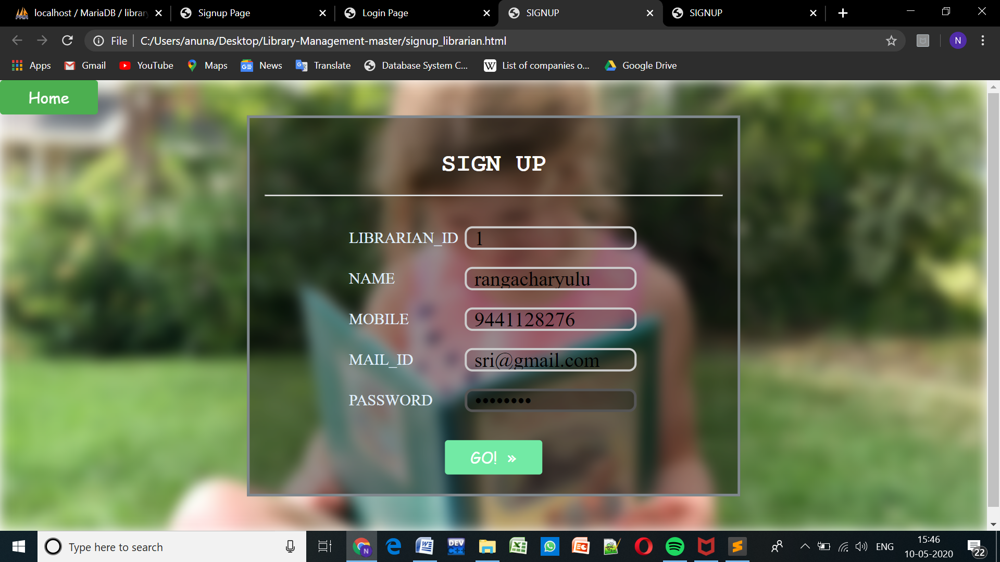 localhost / MariaDB / librar
Signup Page
Login Page
SIGNUP
SIGNUP
File
C:/Users/anuna/Desktop/Library-Management-master/signup_librarian.html
N
Apps
Gmail
YouTube
Maps
News
Translate
Database System C...
W
List of companies o...
Google Drive
Home
SIGN UP
LIBRARIAN_ID 1
NAME rangacharyulu
MOBILE 9441128276
MAIL_ID sri@gmail.com
PASSWORD ••••••••
GO! »
Type here to search
N
DEV
C++
ENG
15:46
10-05-2020
22